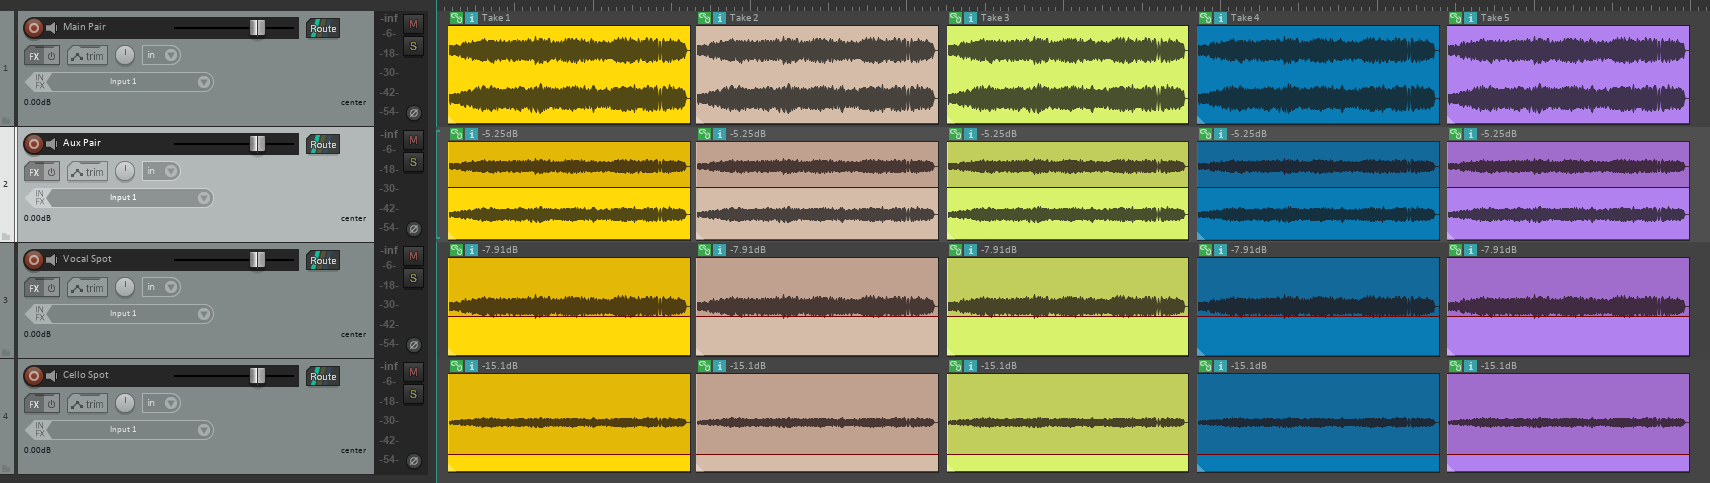 Main Pair Route -inf M Take 1 Take 2 Take 3 Take 4 Take 5
-6- S
FX trim in -18-
1 IN FX Input 1 -30-
-42-
0.00dB center -54- Ø
Aux Pair Route -inf M -5.25dB -5.25dB -5.25dB -5.25dB -5.25dB
-6- S
FX trim in -18-
2 IN FX Input 1 -30-
-42-
0.00dB center -54- Ø
Vocal Spot Route -inf M -7.91dB -7.91dB -7.91dB -7.91dB -7.91dB
-6- S
FX trim in -18-
3 IN FX Input 1 -30-
-42-
0.00dB center -54- Ø
Cello Spot Route -inf M -15.1dB -15.1dB -15.1dB -15.1dB -15.1dB
-6- S
FX trim in -18-
4 IN FX Input 1 -30-
-42-
0.00dB center -54- Ø